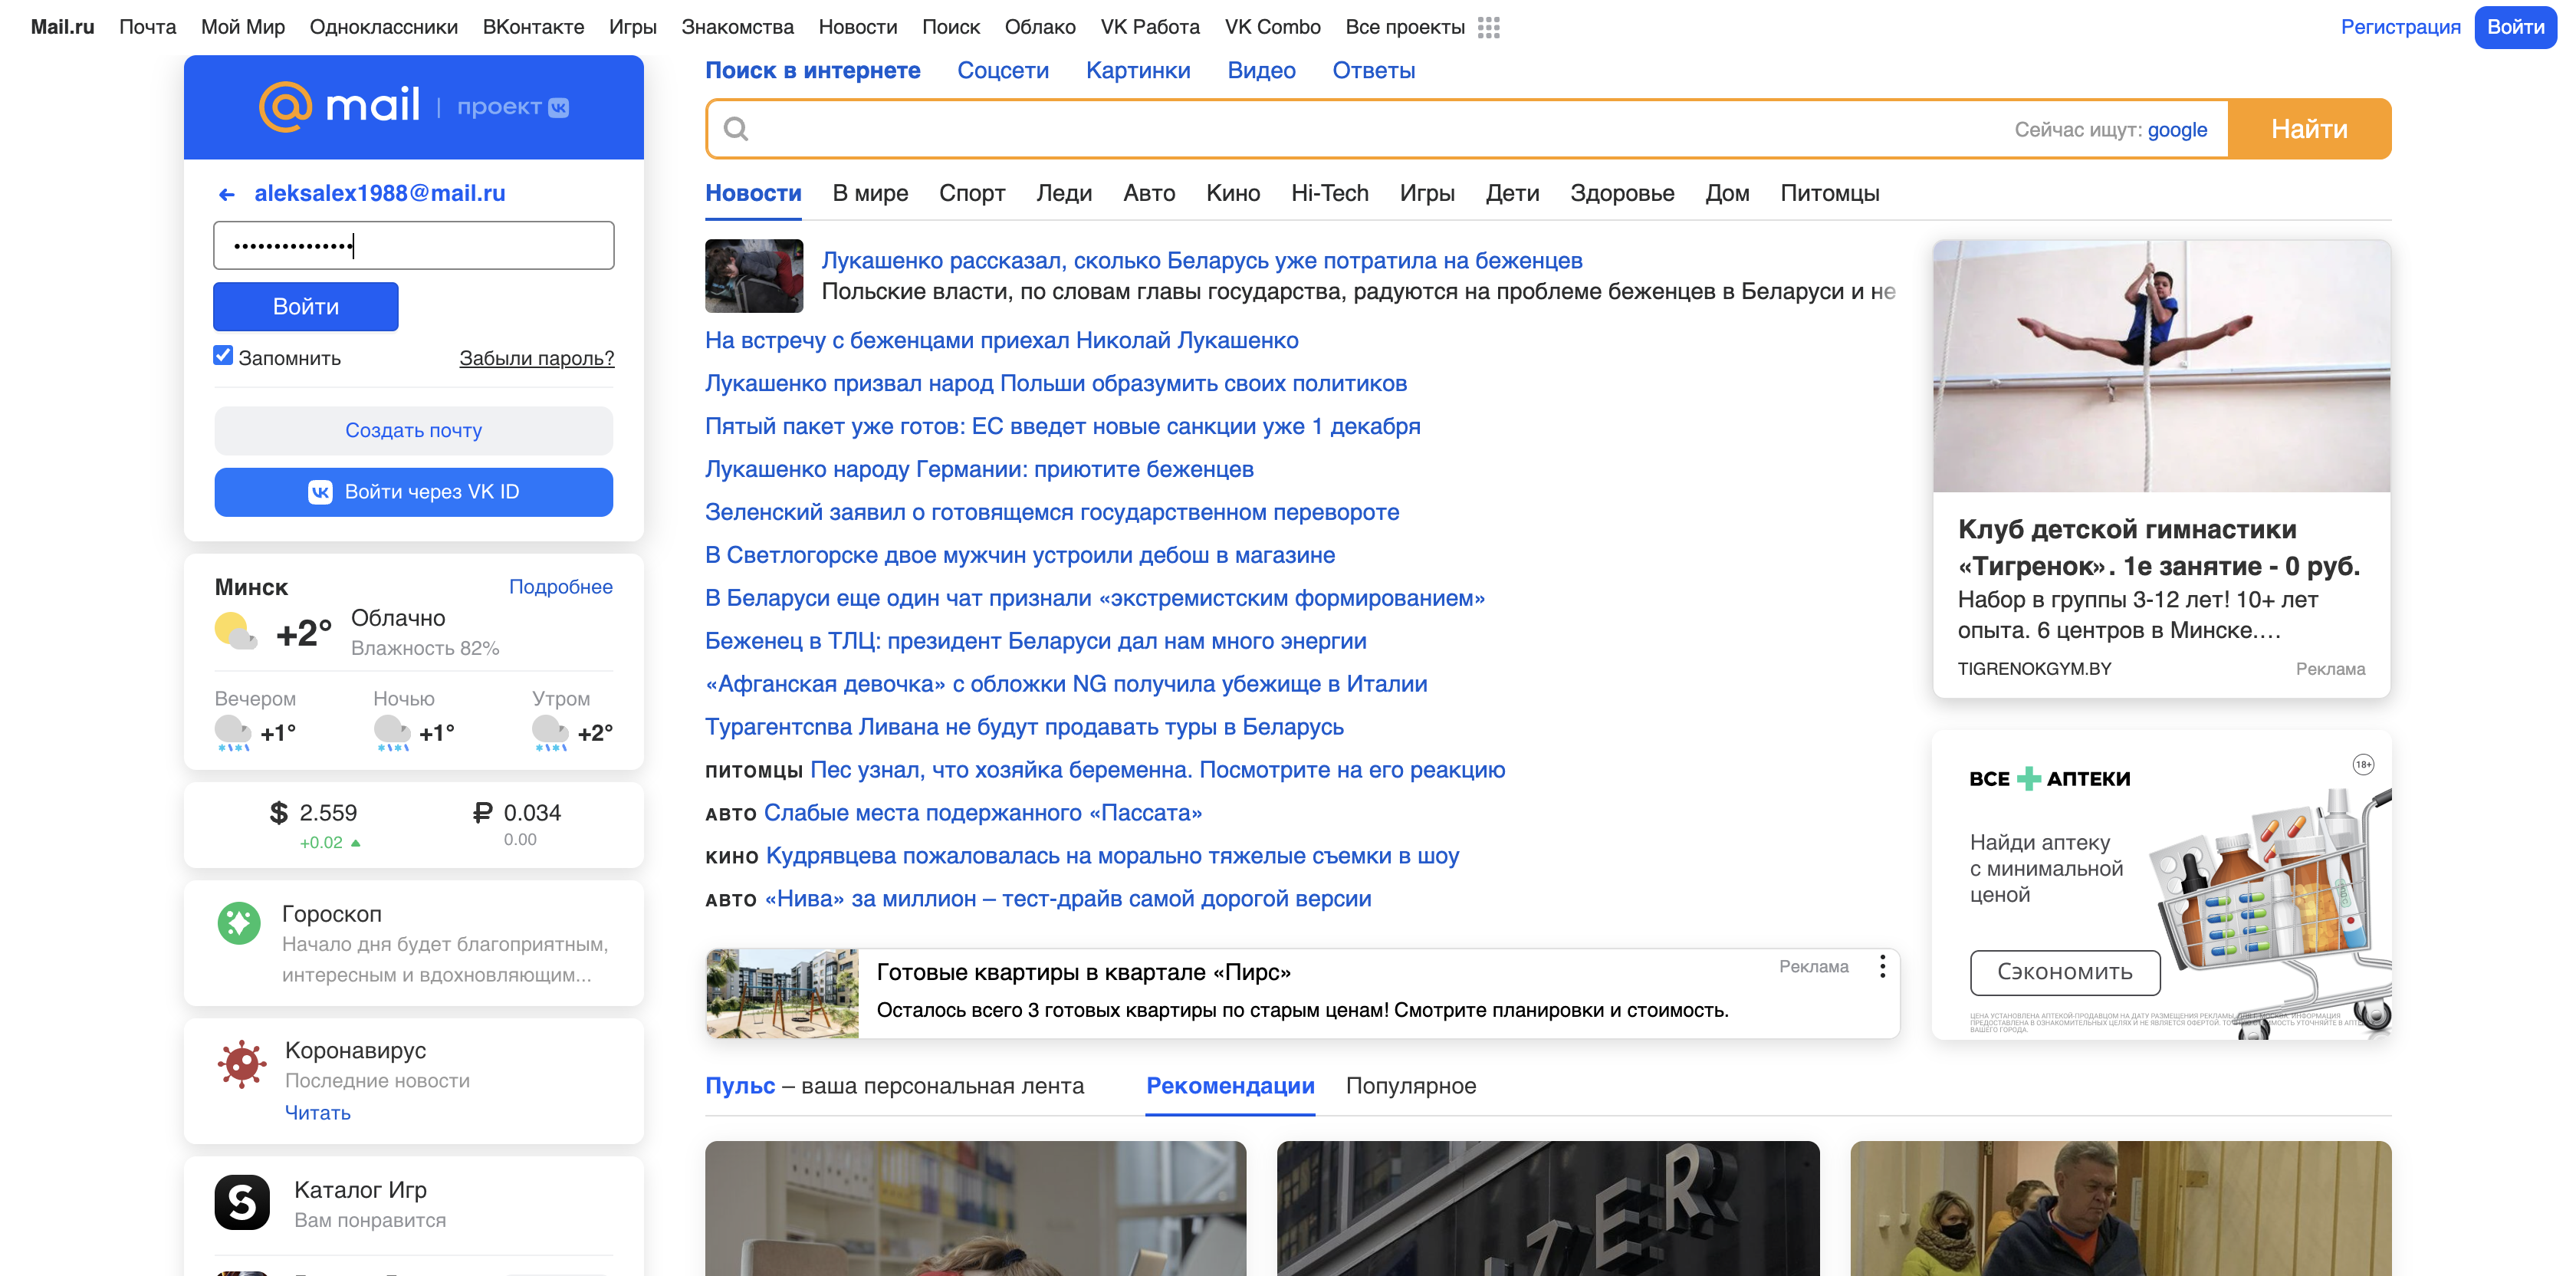 Mail.ru Почта Мой Мир Одноклассники ВКонтакте Игры Знакомства Новости Поиск Облако VK Работа VK Combo Все проекты Регистрация Войти
mail | проект
aleksalex1988@mail.ru
Войти
Запомнить Забыли пароль?
Создать почту
Войти через VK ID
Минск Подробнее
+2° Облачно
Влажность 82%
Вечером Ночью Утром
+1° +1° +2°
$ 2.559 ₽ 0.034
+0.02 0.00
Гороскоп
Начало дня будет благоприятным,
интересным и вдохновляющим...
Коронавирус
Последние новости
Читать
Каталог Игр
Вам понравится
Поиск в интернете Соцсети Картинки Видео Ответы
Сейчас ищут: google Найти
Новости В мире Спорт Леди Авто Кино Hi-Tech Игры Дети Здоровье Дом Питомцы
Лукашенко рассказал, сколько Беларусь уже потратила на беженцев
Польские власти, по словам главы государства, радуются на проблеме беженцев в Беларуси и не
На встречу с беженцами приехал Николай Лукашенко
Лукашенко призвал народ Польши образумить своих политиков
Пятый пакет уже готов: ЕС введет новые санкции уже 1 декабря
Лукашенко народу Германии: приютите беженцев
Зеленский заявил о готовящемся государственном перевороте
В Светлогорске двое мужчин устроили дебош в магазине
В Беларуси еще один чат признали «экстремистским формированием»
Беженец в ТЛЦ: президент Беларуси дал нам много энергии
«Афганская девочка» с обложки NG получила убежище в Италии
Турагентспва Ливана не будут продавать туры в Беларусь
ПИТОМЦЫ Пес узнал, что хозяйка беременна. Посмотрите на его реакцию
АВТО Слабые места подержанного «Пассата»
КИНО Кудрявцева пожаловалась на морально тяжелые съемки в шоу
АВТО «Нива» за миллион – тест-драйв самой дорогой версии
Готовые квартиры в квартале «Пирс» Реклама
Осталось всего 3 готовых квартиры по старым ценам! Смотрите планировки и стоимость.
Клуб детской гимнастики
«Тигренок». 1е занятие - 0 руб.
Набор в группы 3-12 лет! 10+ лет
опыта. 6 центров в Минске....
TIGRENOKGYM.BY Реклама
18+
ВСЕ АПТЕКИ
Найди аптеку
с минимальной
ценой
Сэкономить
Пульс – ваша персональная лента Рекомендации Популярное